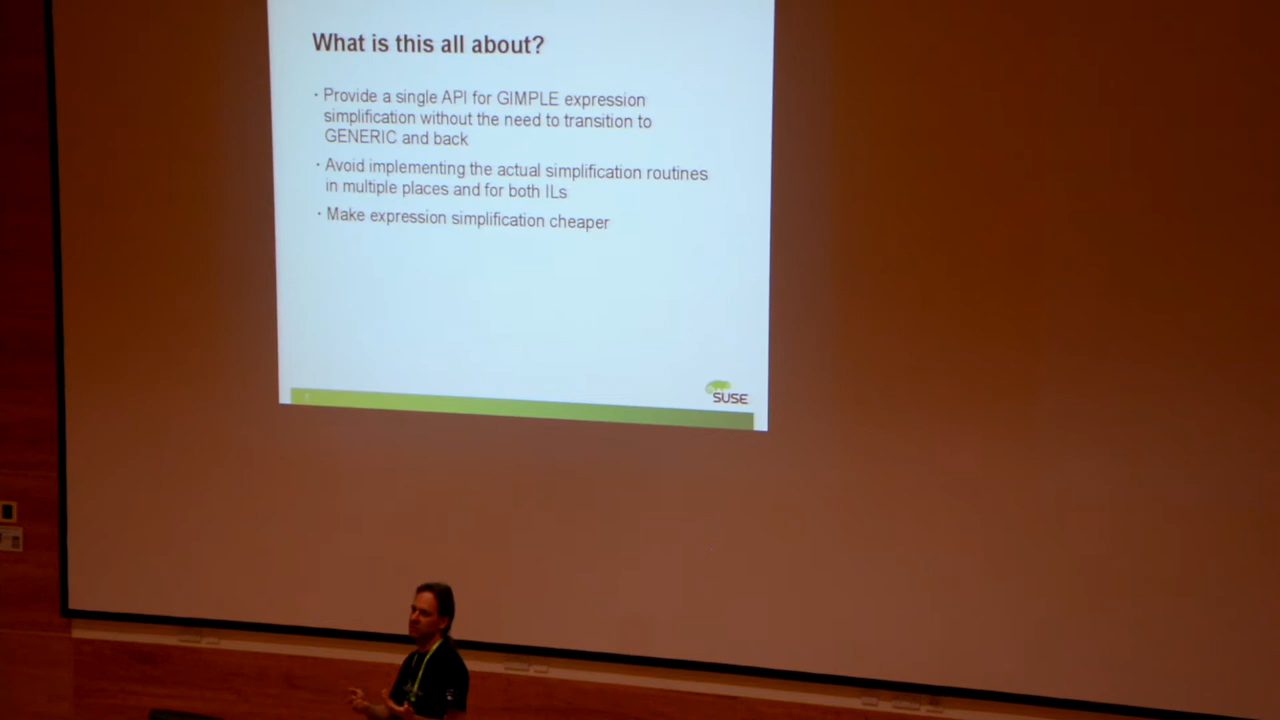 What is this all about?
· Provide a single API for GIMPLE expression
simplification without the need to transition to
GENERIC and back
· Avoid implementing the actual simplification routines
in multiple places and for both ILs
· Make expression simplification cheaper
SUSE